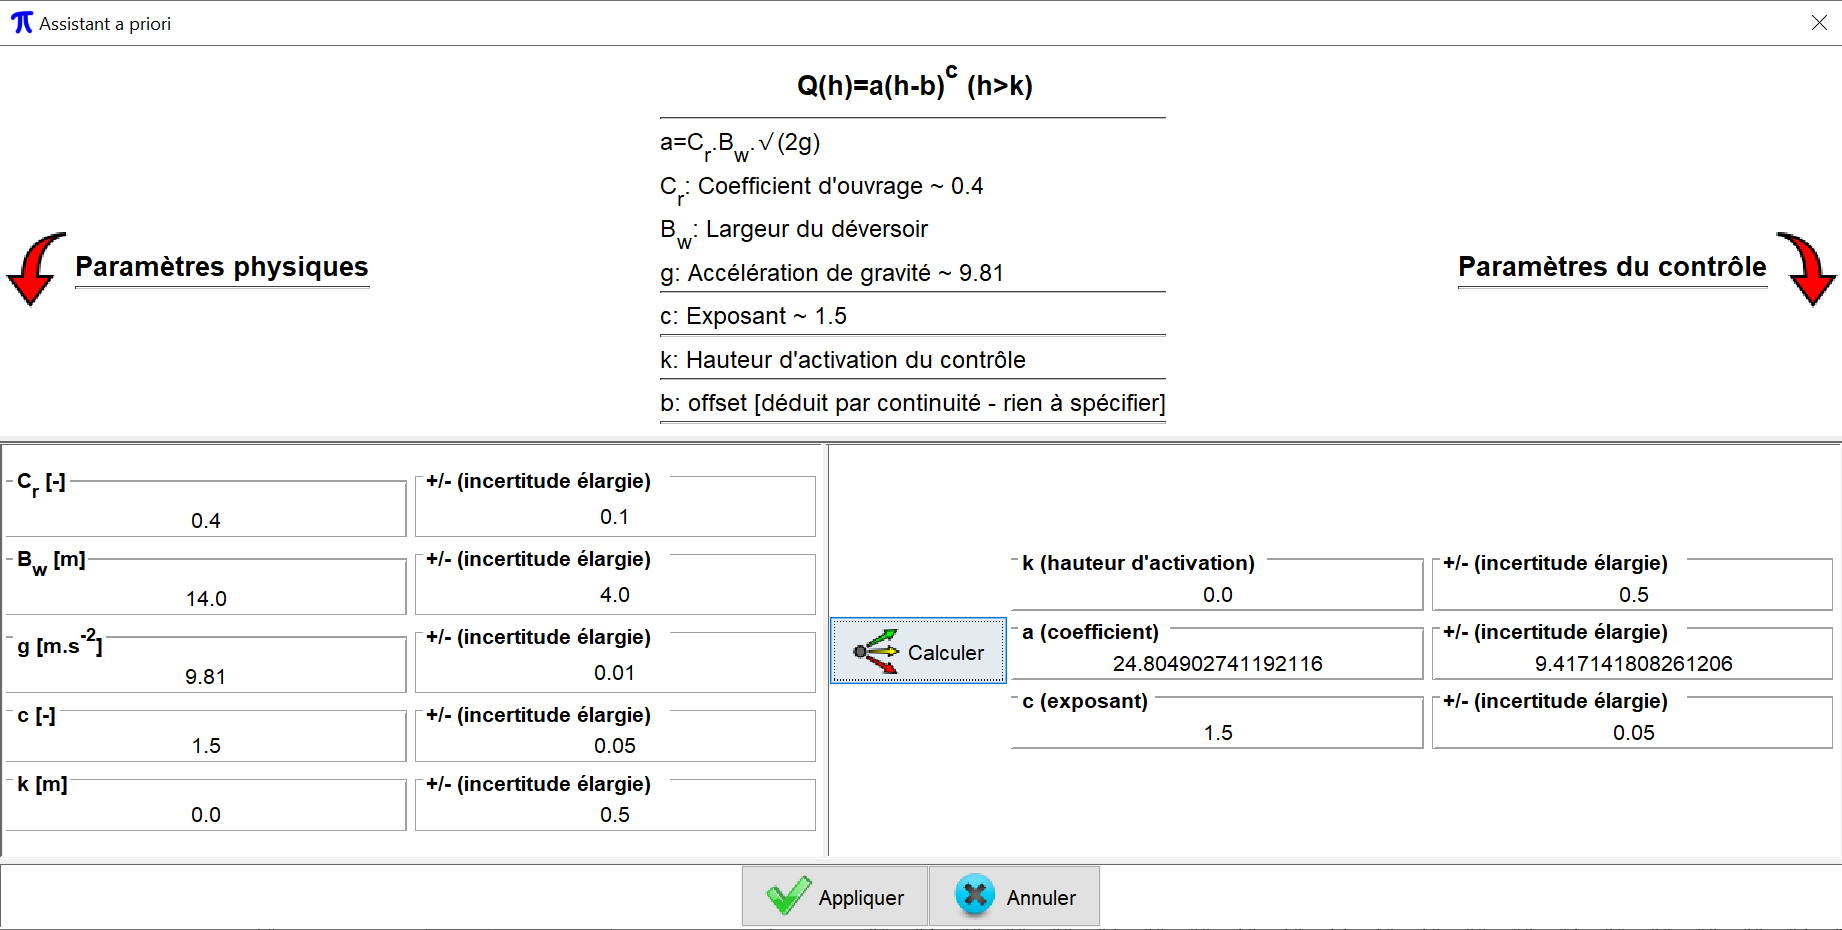 Assistant a priori
Q(h)=a(h-b)^c (h>k)
a=C_r.B_w.√(2g)
C_r: Coefficient d'ouvrage ~ 0.4
B_w: Largeur du déversoir
g: Accélération de gravité ~ 9.81
c: Exposant ~ 1.5
k: Hauteur d'activation du contrôle
b: offset [déduit par continuité - rien à spécifier]
Paramètres physiques
Paramètres du contrôle
C_r [-]
0.4
+/- (incertitude élargie)
0.1
B_w [m]
14.0
+/- (incertitude élargie)
4.0
g [m.s^-2]
9.81
+/- (incertitude élargie)
0.01
c [-]
1.5
+/- (incertitude élargie)
0.05
k [m]
0.0
+/- (incertitude élargie)
0.5
Calculer
k (hauteur d'activation)
0.0
+/- (incertitude élargie)
0.5
a (coefficient)
24.804902741192116
+/- (incertitude élargie)
9.417141808261206
c (exposant)
1.5
+/- (incertitude élargie)
0.05
Appliquer
Annuler